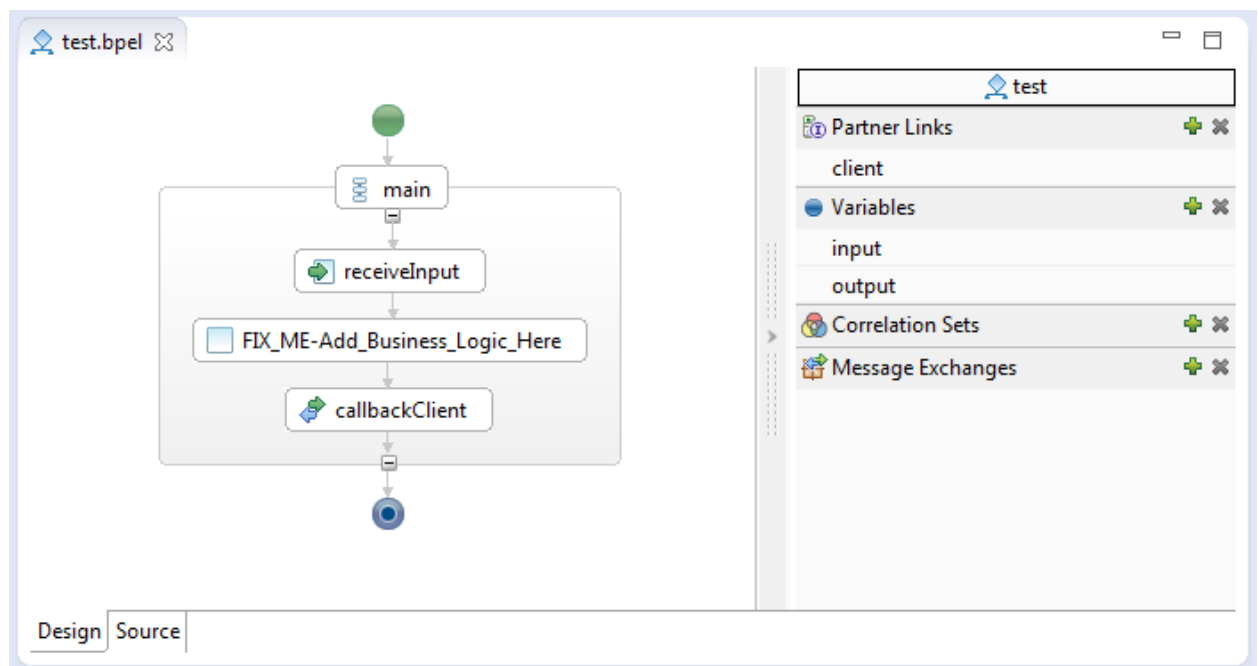 test.bpel
main
receiveInput
FIX_ME-Add_Business_Logic_Here
callbackClient
test
Partner Links
client
Variables
input
output
Correlation Sets
Message Exchanges
Design Source